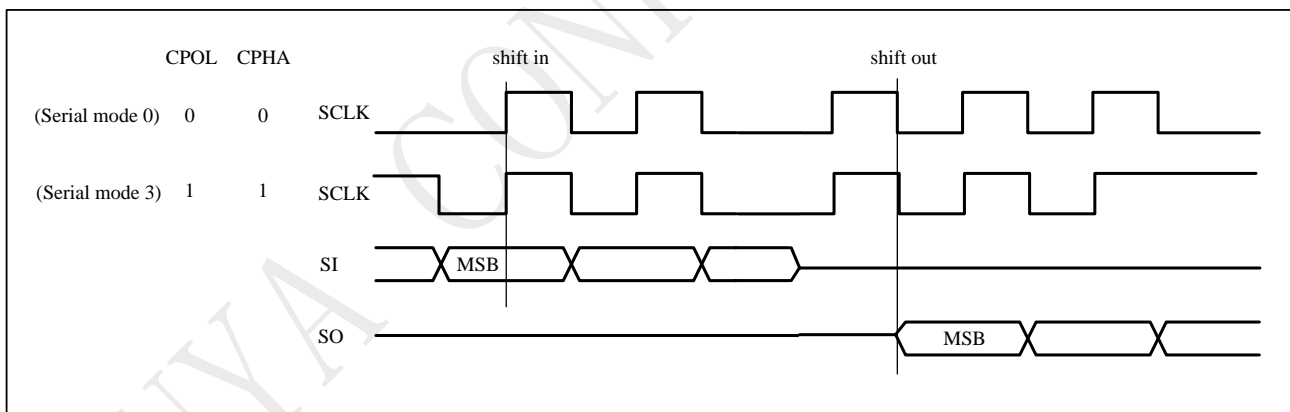 CPOL CPHA shift in shift out
(Serial mode 0) 0 0 SCLK
(Serial mode 3) 1 1 SCLK
SI MSB
SO MSB